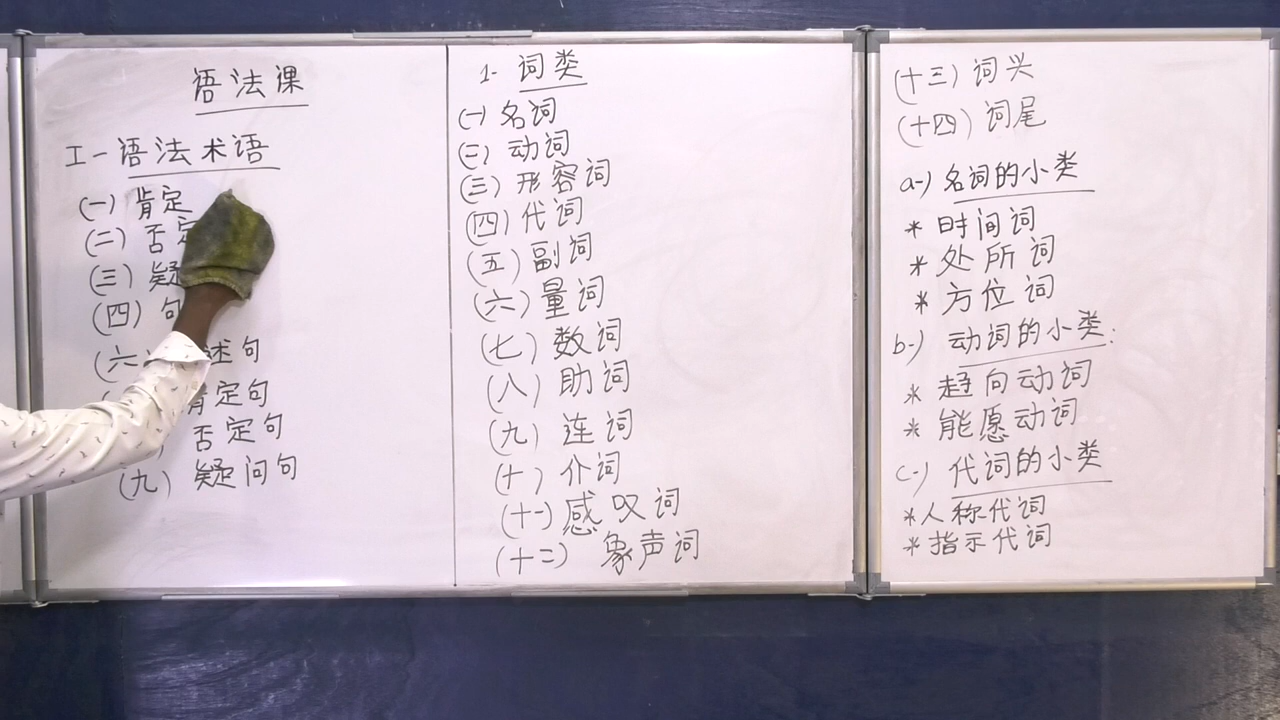 语法课
I-语法术语
(一) 肯定
(二) 否定
(三) 疑
(四) 句
(六) 述句
肯定句
否定句
(九) 疑问句
1- 词类
(一) 名词
(二) 动词
(三) 形容词
(四) 代词
(五) 副词
(六) 量词
(七) 数词
(八) 助词
(九) 连词
(十) 介词
(十一) 感叹词
(十二) 象声词
(十三) 词兴
(十四) 词尾
a-) 名词的小类
* 时间词
* 处所词
* 方位词
b-) 动词的小类:
* 趋向动词
* 能愿动词
c-) 代词的小类
* 人称代词
* 指示代词